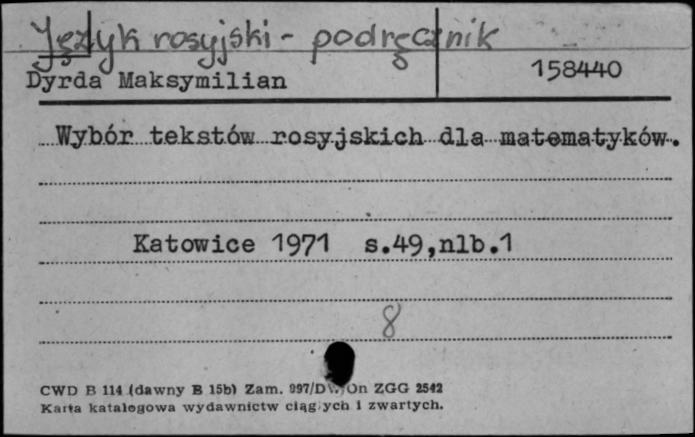 Język rosyjski - podręcznik
Dyrda Maksymilian
158440
Wybór tekstów rosyjskich dla matematyków.
Katowice 1971 s.49,nlb.1
8
CWD B 114 (dawny B 15b) Zam. 997/DW/On ZGG 2542
Karta katalogowa wydawnictw ciągłych i zwartych.